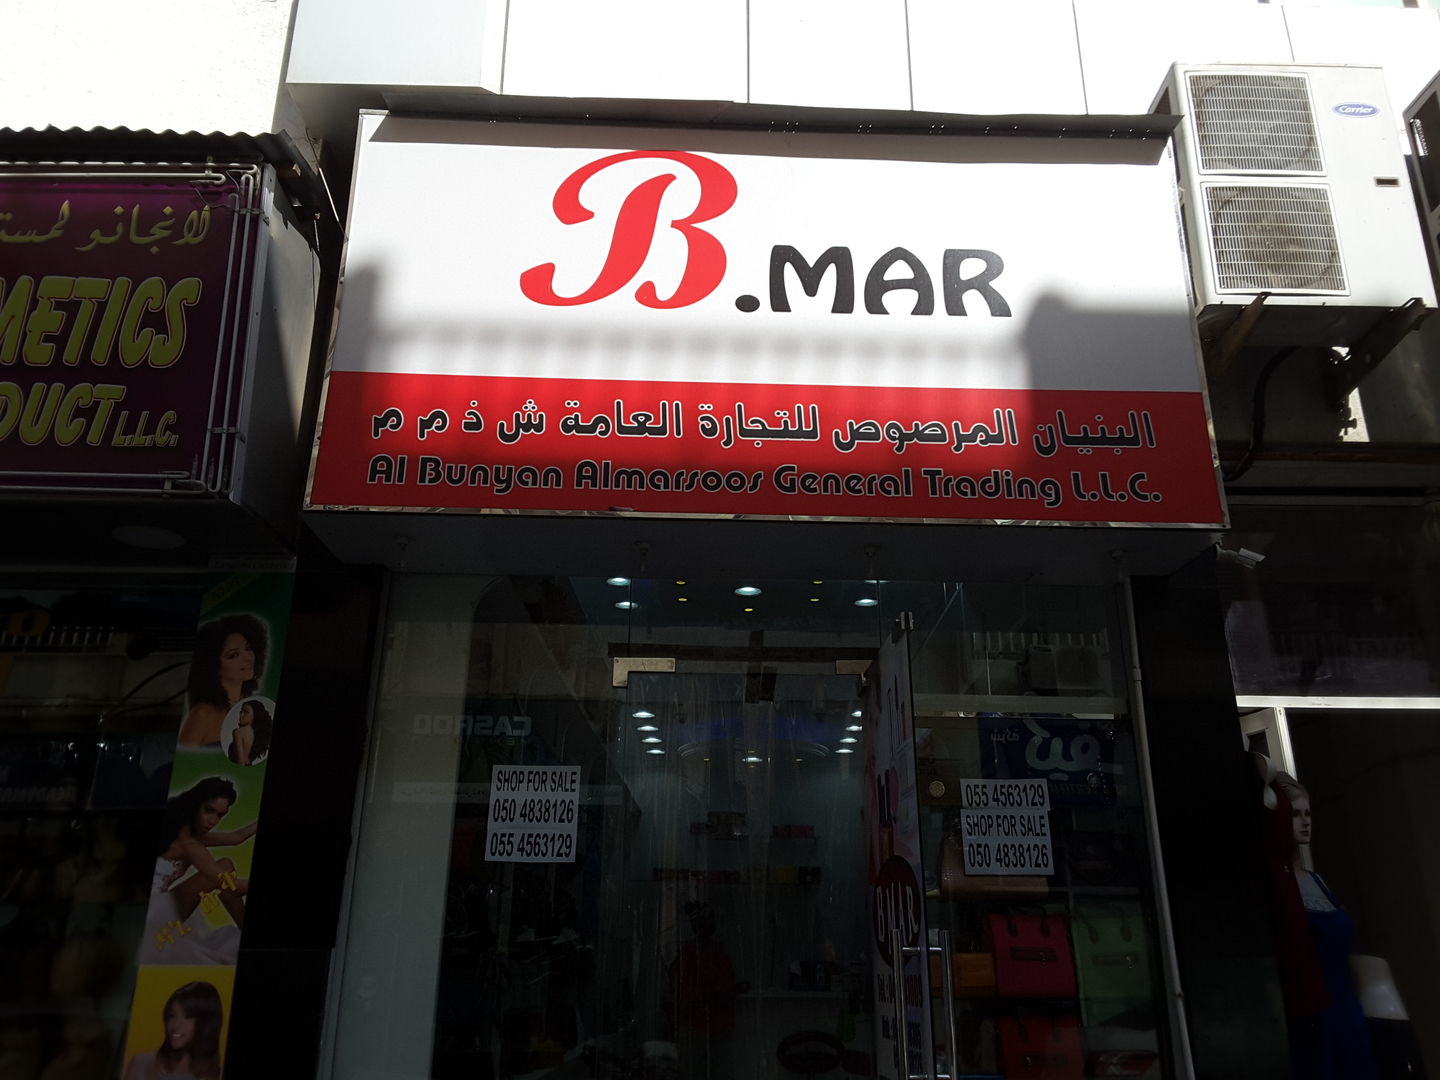 B.MAR
البنيان المرصوص للتجارة العامة ش ذ م م
Al Bunyan Almarsoos General Trading L.L.C.
لانجانو
METICS
DUCT L.L.C.
Carrier
SHOP FOR SALE
050 4838126
055 4563129
055 4563129
SHOP FOR SALE
050 4838126